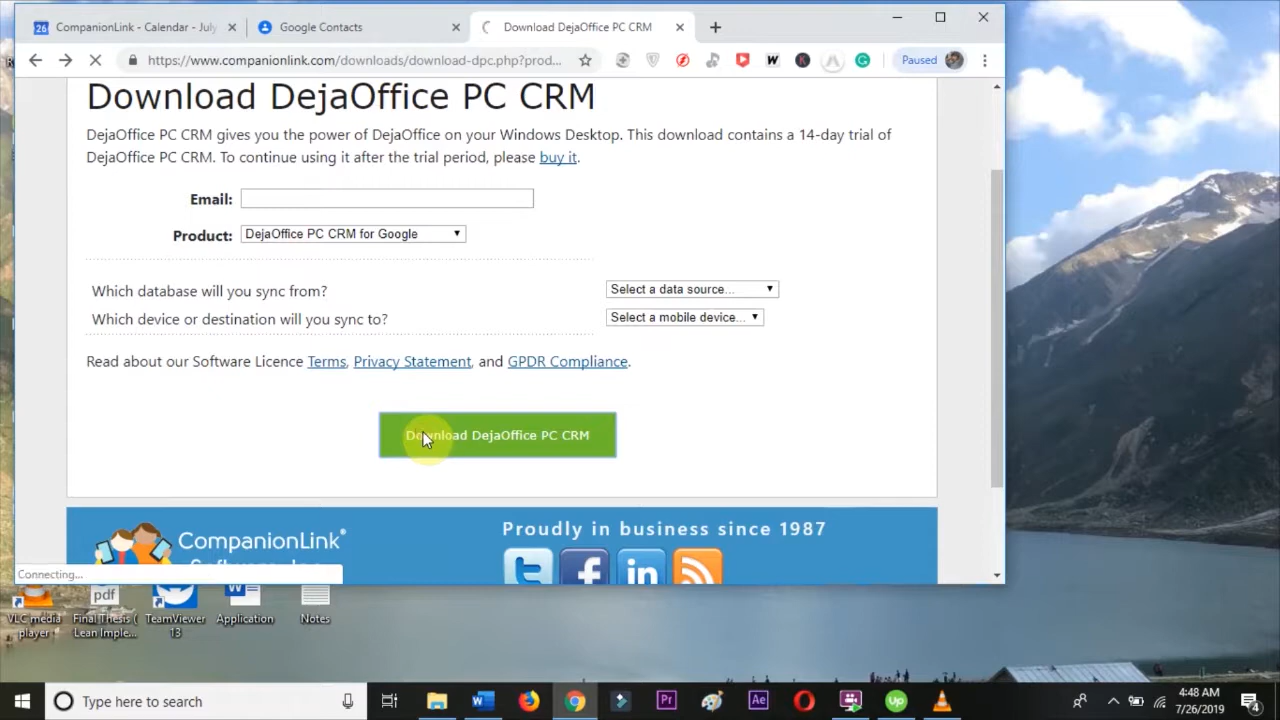 CompanionLink - Calendar - July
Google Contacts
Download DejaOffice PC CRM
https://www.companionlink.com/downloads/download-dpc.php?prod...
Paused
Download DejaOffice PC CRM
DejaOffice PC CRM gives you the power of DejaOffice on your Windows Desktop. This download contains a 14-day trial of
DejaOffice PC CRM. To continue using it after the trial period, please buy it.
Email:
Product: DejaOffice PC CRM for Google
Which database will you sync from? Select a data source...
Which device or destination will you sync to? Select a mobile device...
Read about our Software Licence Terms, Privacy Statement, and GPDR Compliance.
Download DejaOffice PC CRM
Proudly in business since 1987
CompanionLink®
Connecting...
VLC media
player
pdf
Final Thesis (
Lean Imple...
TeamViewer
13
Application
Notes
Type here to search
4:48 AM
7/26/2019